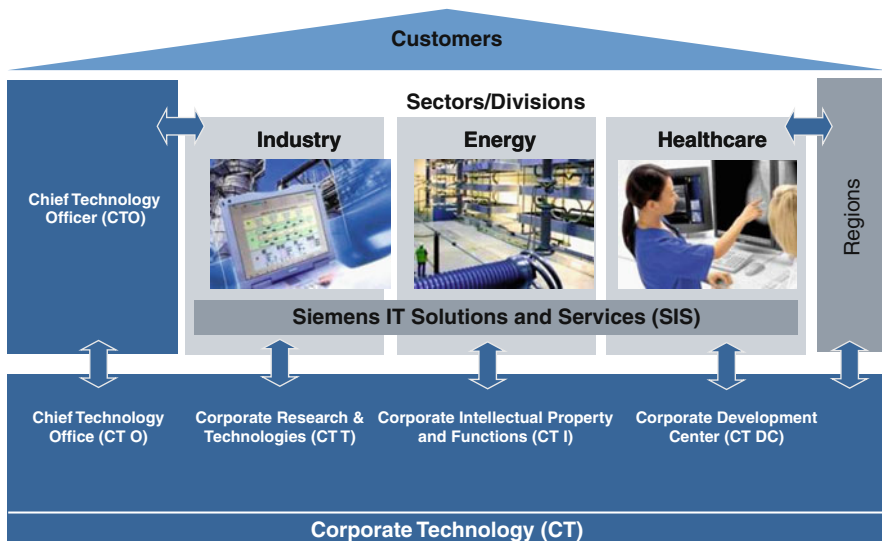 Customers
Sectors/Divisions
Industry
Energy
Healthcare
Chief Technology
Officer (CTO)
Regions
Siemens IT Solutions and Services (SIS)
Chief Technology
Office (CT O)
Corporate Research &
Technologies (CT T)
Corporate Intellectual Property
and Functions (CT I)
Corporate Development
Center (CT DC)
Corporate Technology (CT)